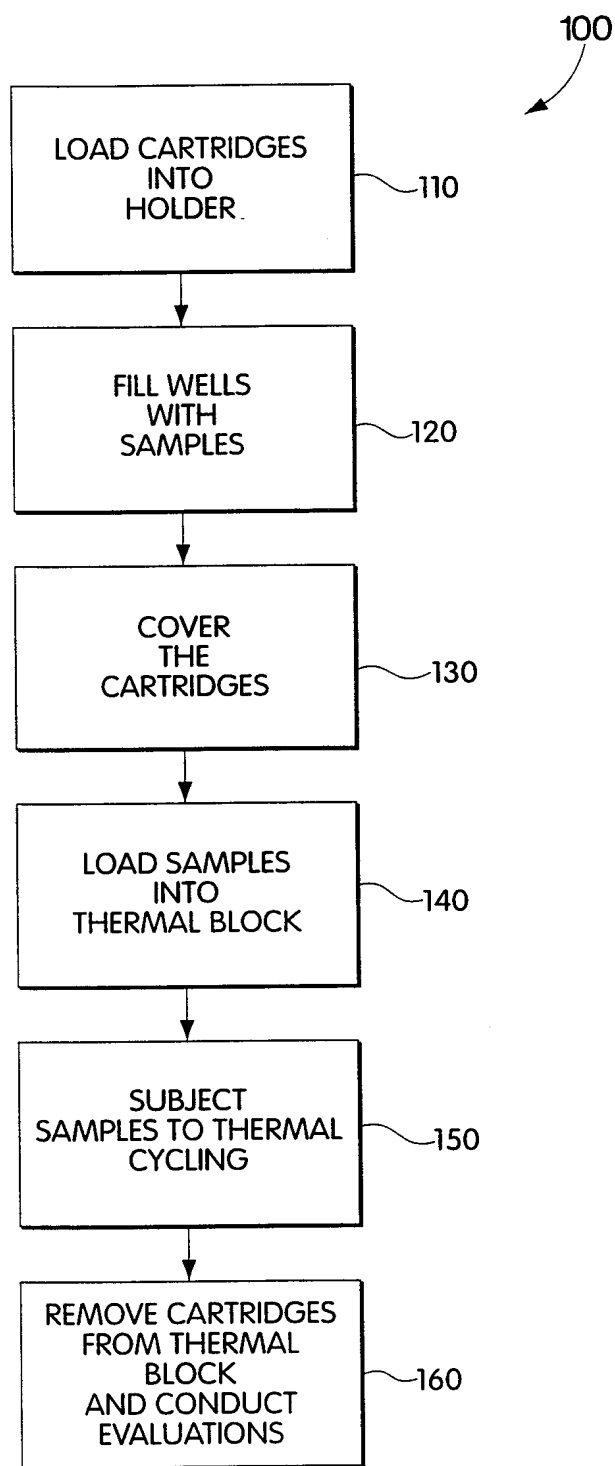 100
LOAD CARTRIDGES
INTO
HOLDER
110
FILL WELLS
WITH
SAMPLES
120
COVER
THE
CARTRIDGES
130
LOAD SAMPLES
INTO
THERMAL BLOCK
140
SUBJECT
SAMPLES TO THERMAL
CYCLING
150
REMOVE CARTRIDGES
FROM THERMAL
BLOCK
AND CONDUCT
EVALUATIONS
160